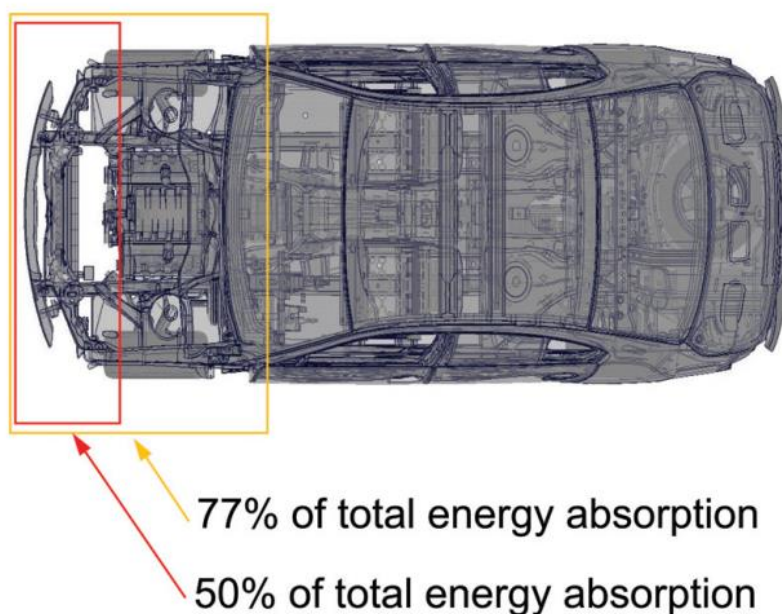 77% of total energy absorption
50% of total energy absorption